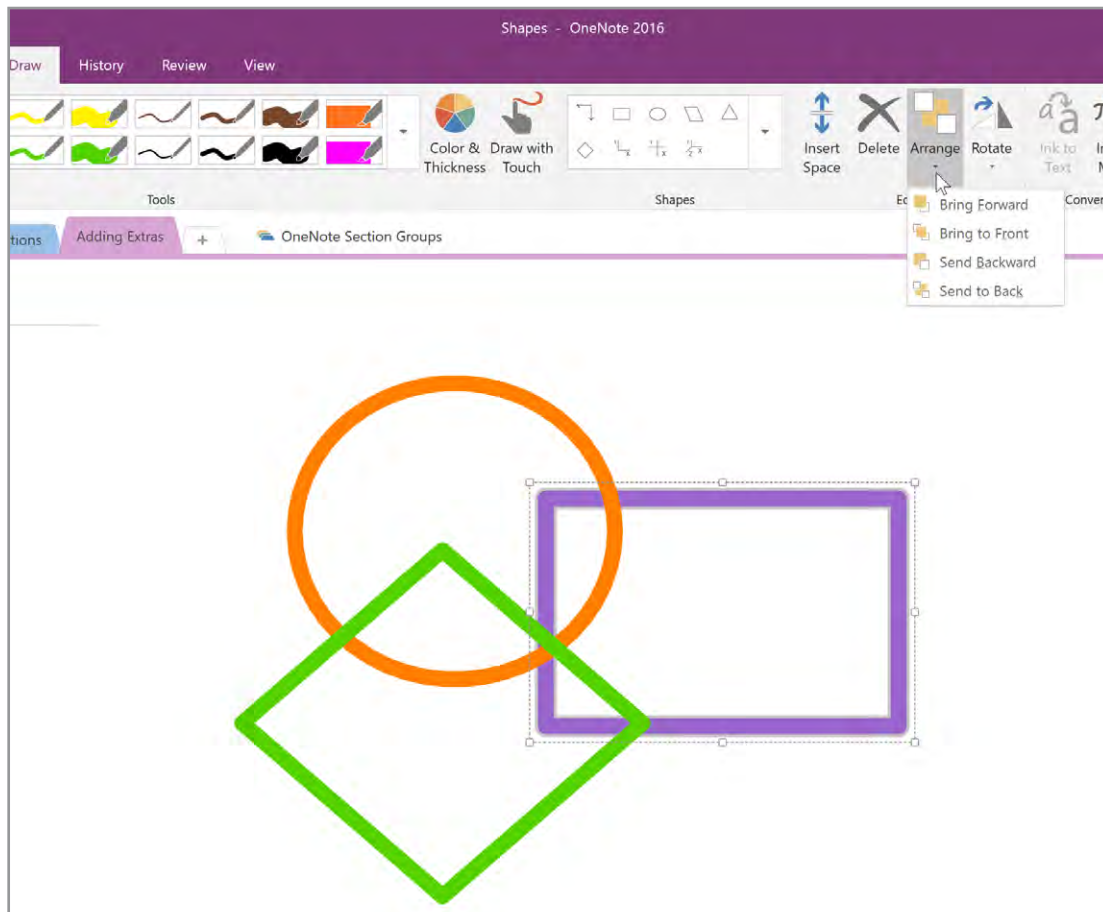 Shapes - OneNote 2016
Draw History Review View
Color & Thickness
Draw with Touch
Insert Space
Delete
Arrange
Rotate
Ink to Text
Tools
Shapes
Bring Forward
Bring to Front
Send Backward
Send to Back
Adding Extras
+
OneNote Section Groups